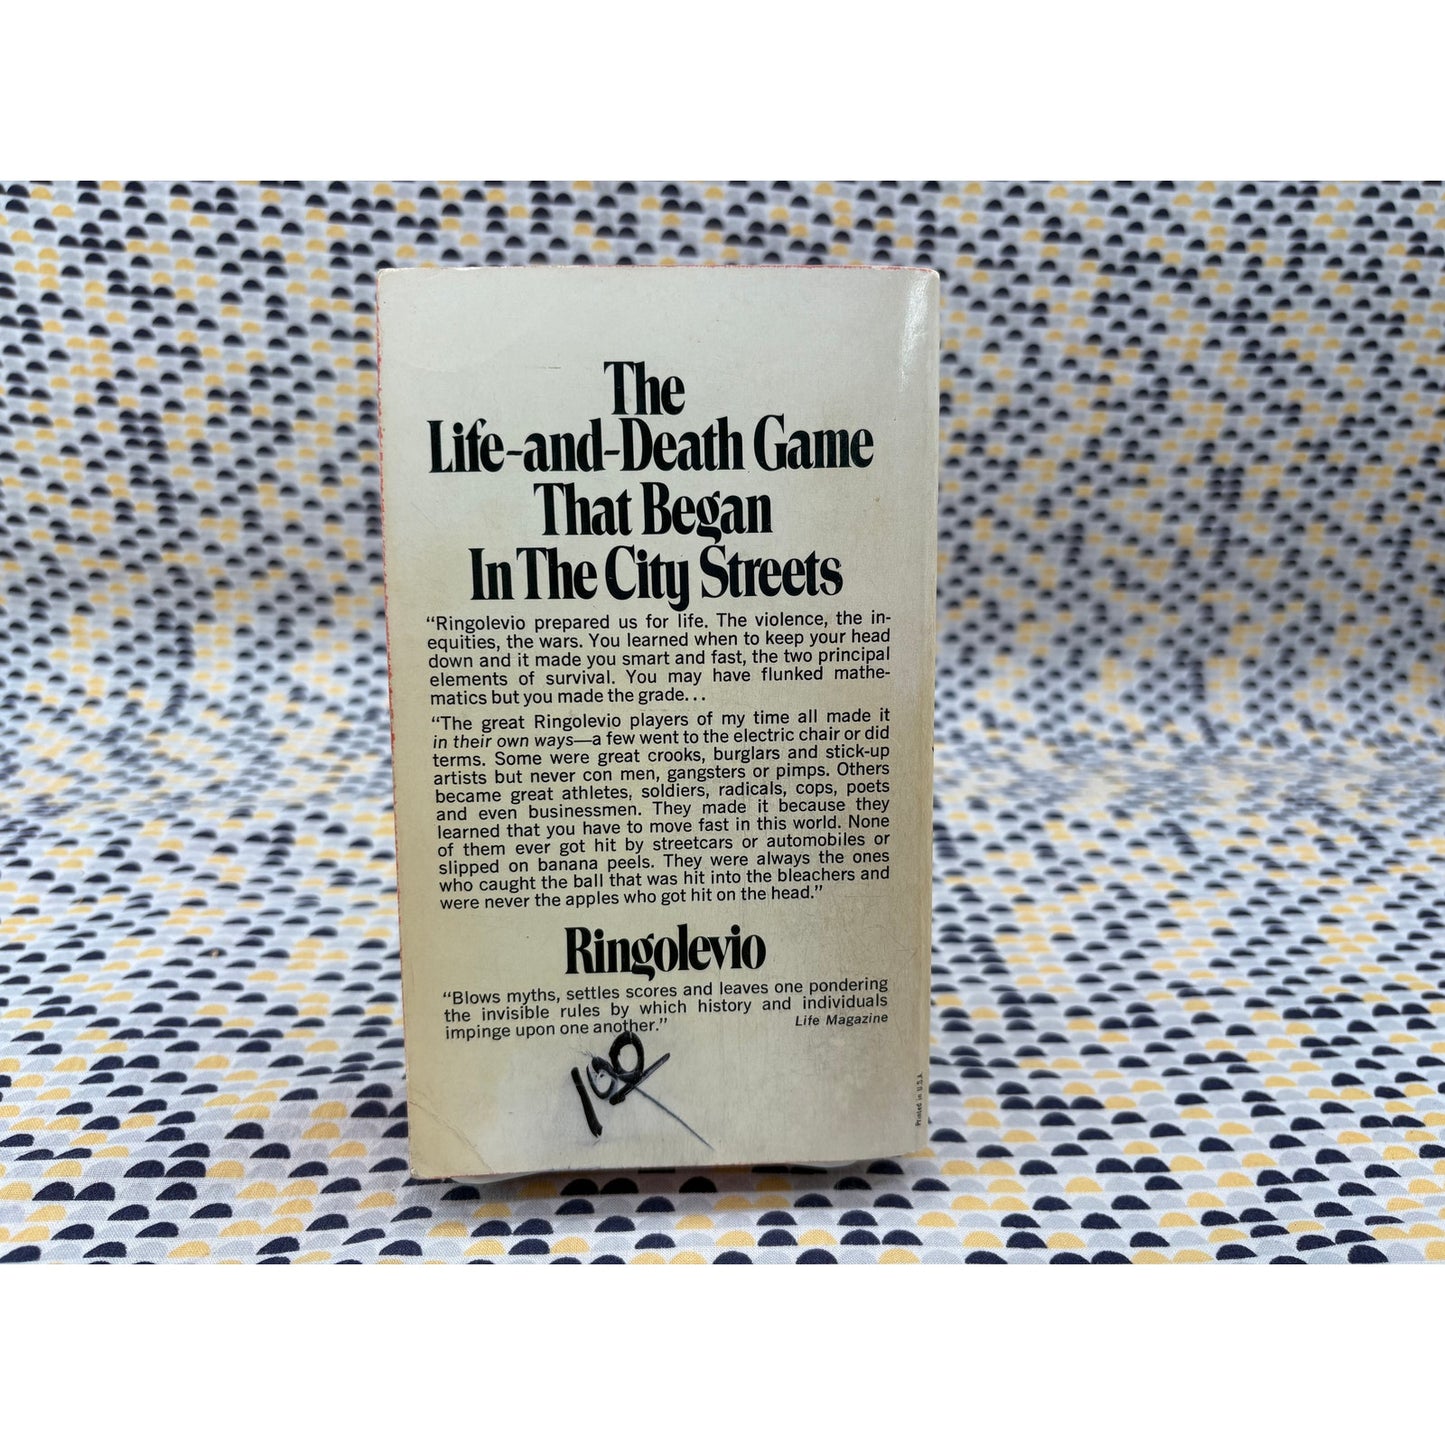 The
Life-and-Death Game
That Began
In The City Streets
“Ringolevio prepared us for life. The violence, the in-
equities, the wars. You learned when to keep your head
down and it made you smart and fast, the two principal
elements of survival. You may have flunked mathe-
matics but you made the grade...
“The great Ringolevio players of my time all made it
in their own ways—a few went to the electric chair or did
terms. Some were great crooks, burglars and stick-up
artists but never con men, gangsters or pimps. Others
became great athletes, soldiers, radicals, cops, poets
and even businessmen. They made it because they
learned that you have to move fast in this world. None
of them ever got hit by streetcars or automobiles or
slipped on banana peels. They were always the ones
who caught the ball that was hit into the bleachers and
were never the apples who got hit on the head.”
Ringolevio
“Blows myths, settles scores and leaves one pondering
the invisible rules by which history and individuals
impinge upon one another.” Life Magazine
Printed in U.S.A.